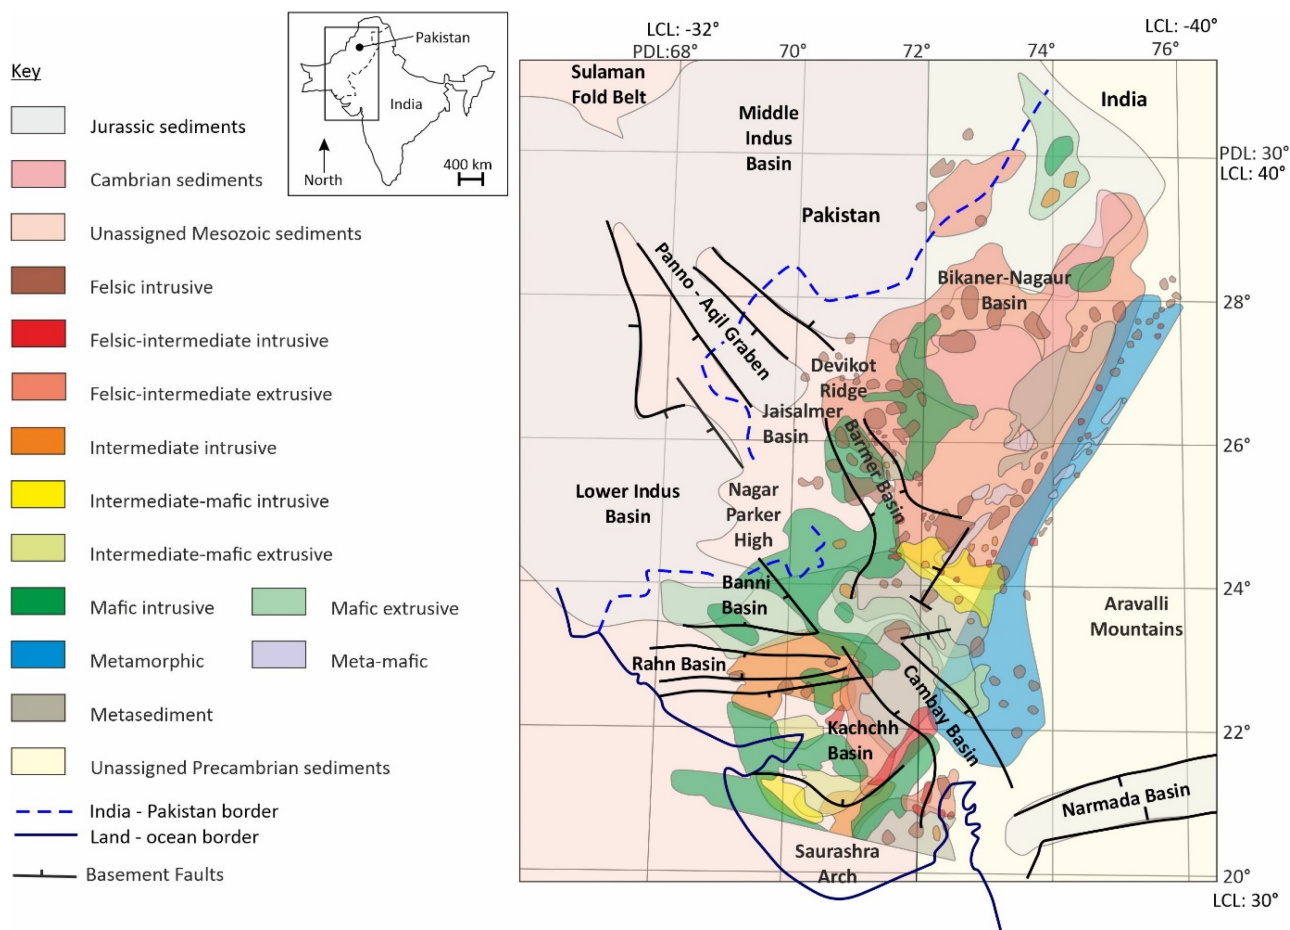 LCL: -32°
LCL: -40°
PDL:68°
70°
72°
74°
76°
Key
Jurassic sediments
Cambrian sediments
Unassigned Mesozoic sediments
Felsic intrusive
Felsic-intermediate intrusive
Felsic-intermediate extrusive
Intermediate intrusive
Intermediate-mafic intrusive
Intermediate-mafic extrusive
Mafic intrusive
Mafic extrusive
Metamorphic
Meta-mafic
Metasediment
Unassigned Precambrian sediments
India - Pakistan border
Land - ocean border
Basement Faults
Pakistan
India
North
400 km
Sulaman
Fold Belt
Middle
Indus
Basin
India
PDL: 30°
LCL: 40°
Pakistan
Panno - Aqil Graben
Bikaner-Nagaur
Basin
28°
Devikot
Ridge
Jaisalmer
Basin
Barmer Basin
26°
Lower Indus
Basin
Nagar
Parker
High
Banni
Basin
24°
Aravalli
Mountains
Rahn Basin
Cambay Basin
Kachchh
Basin
22°
Narmada Basin
Saurashra
Arch
20°
LCL: 30°